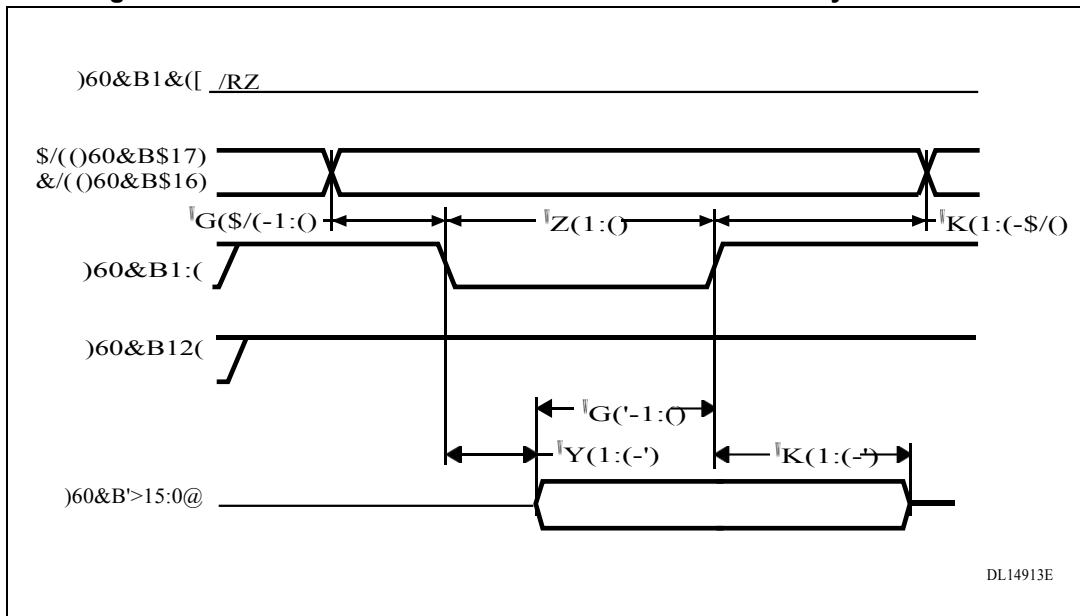 )60&B1&([ /RZ
$/(()60&B$17)
&/(()60&B$16)
G($/(-1:() Z(1:() K(1:(-$/()
)60&B1:(
)60&B12(
G('-1:()
Y(1:(-') K(1:(-')
)60&B'>15:0@
DL14913E